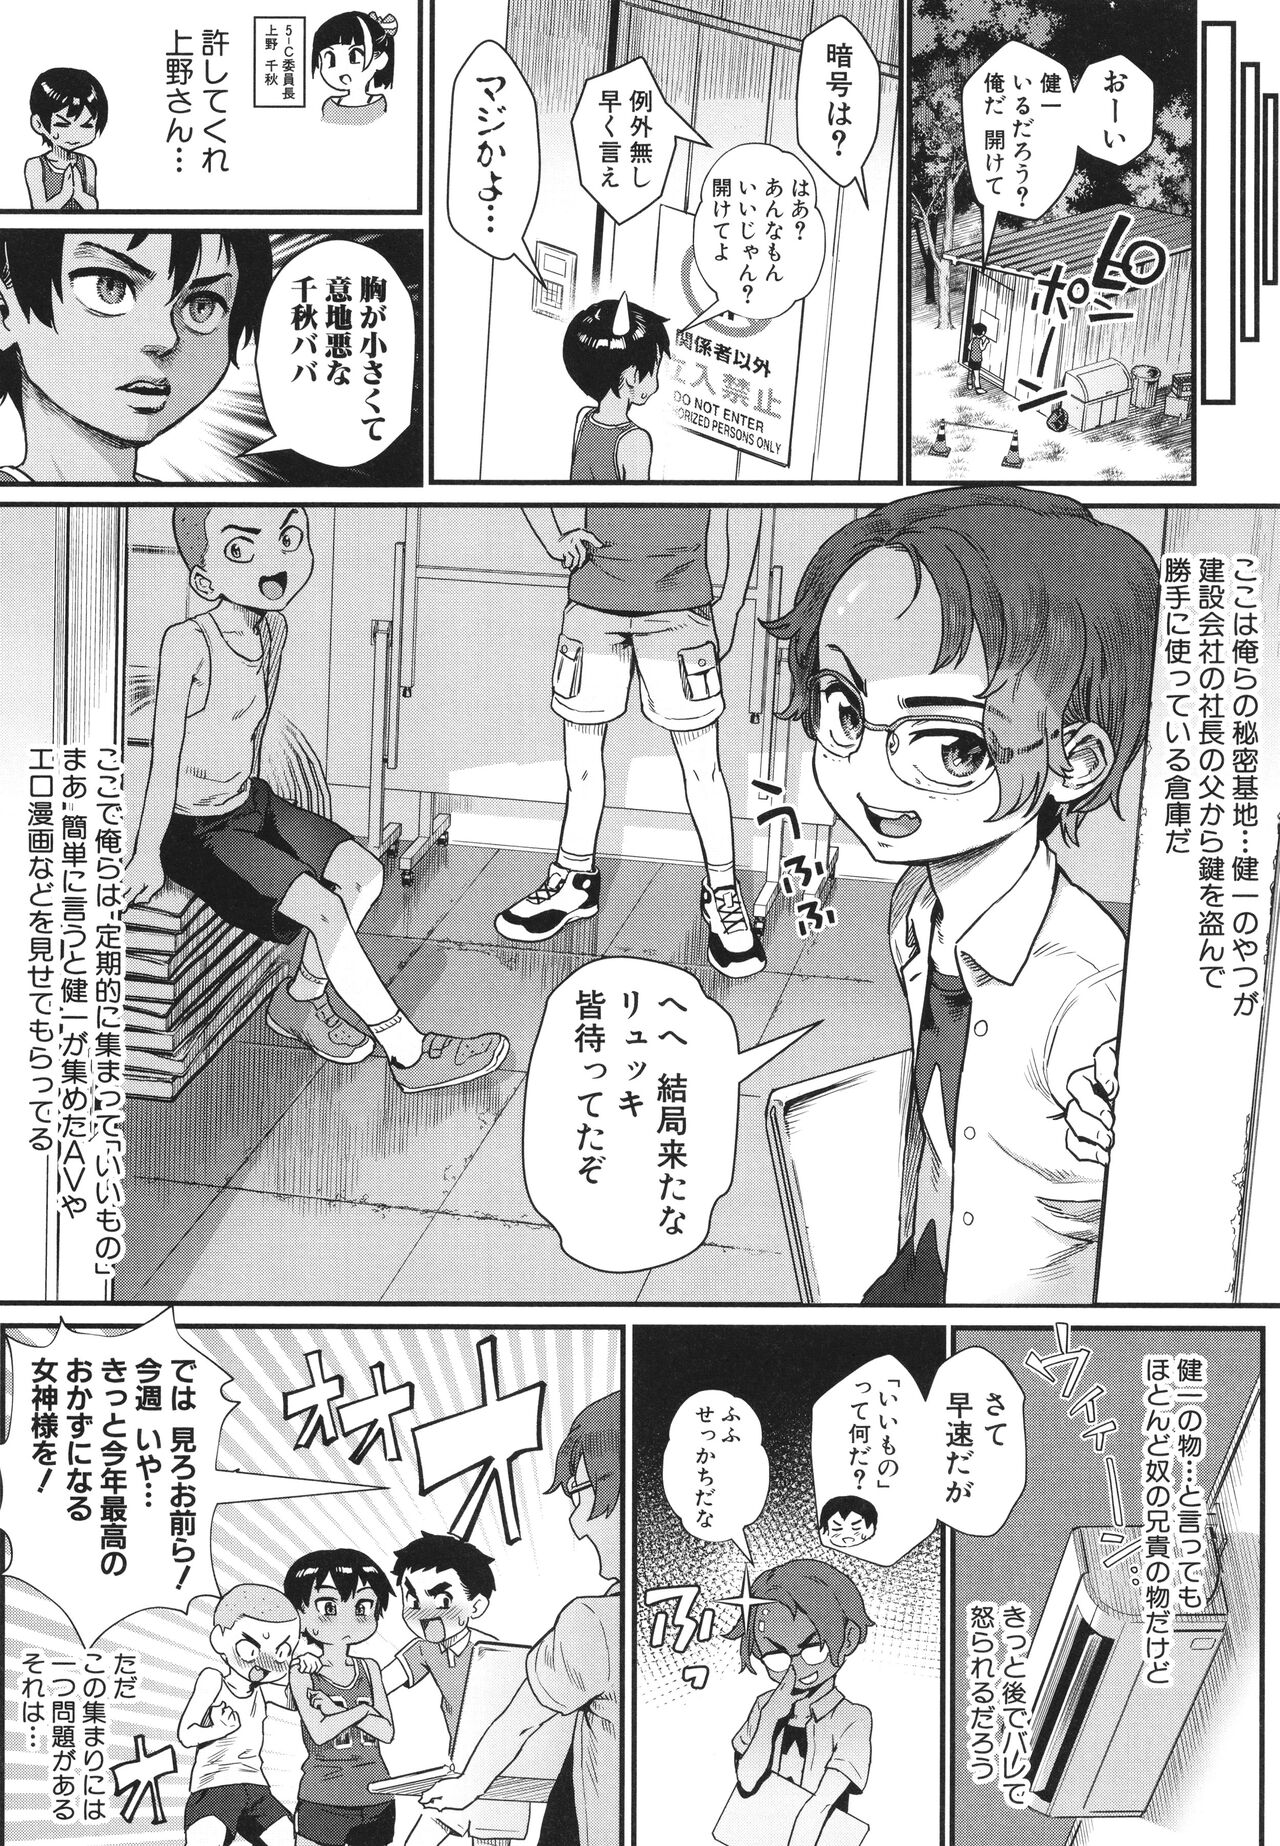 おーい
健一
いるだろう?
俺だ 開けて
ピロ
ポン
暗号は?
はあ?
あんなもん
いいじゃん?
開けてよ
例外無し
早く言え
マジかよ…
関係者以外
立入禁止
DO NOT ENTER
AUTHORIZED PERSONS ONLY
5-C委員長
上野 千秋
許してくれ
上野さん…
胸が小さくて
意地悪な
千秋ババ
ここは俺らの秘密基地…健一のやつが
建設会社の社長の父から鍵を盗んで
勝手に使っている倉庫だ
ふふふ
へへ 結局来たな
リュッキ
皆待ってたぞ
ここで俺らは定期的に集まって「いいもの」
まあ簡単に言うと健一が集めたAVや
エロ漫画などを見せてもらってる
ウィイィ…
健一の物…と言っても
ほとんど奴の兄貴の物だけど
きっと後でバレて
怒られるだろう
さて
早速だが
「いいもの」
って何だ?
ふふ
せっかちだな
ふっ
では 見ろお前ら!
今週 いや…
きっと今年最高の
おかずになる
女神様を!
オオ
オ
ただ
この集まりには
一つ問題がある
それは…